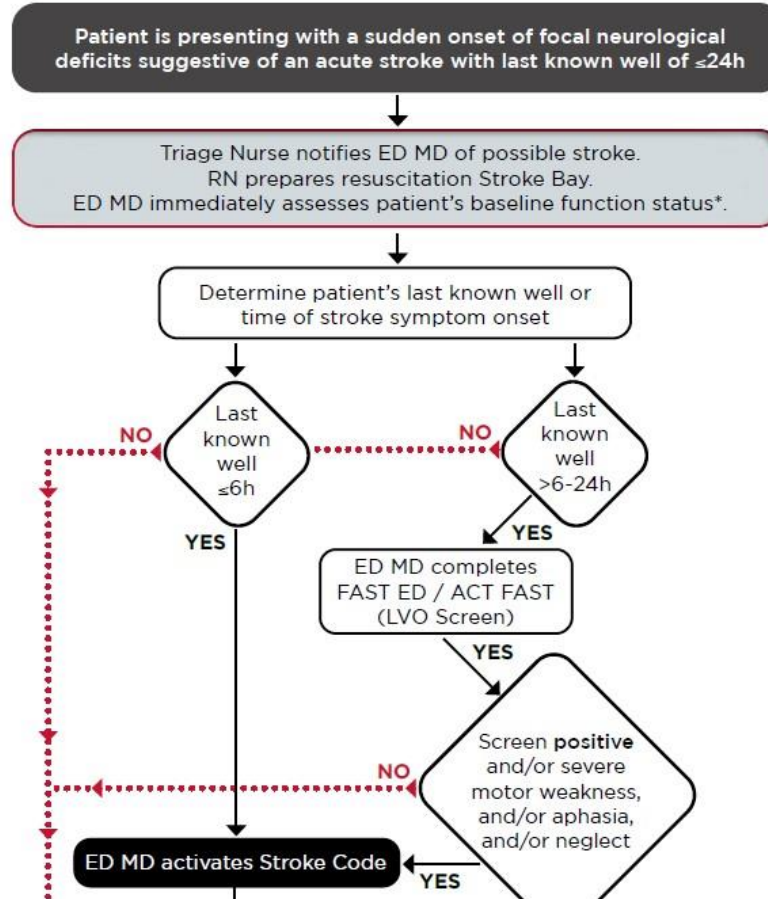 Patient is presenting with a sudden onset of focal neurological
deficits suggestive of an acute stroke with last known well of ≤24h
Triage Nurse notifies ED MD of possible stroke.
RN prepares resuscitation Stroke Bay.
ED MD immediately assesses patient's baseline function status*.
Determine patient's last known well or
time of stroke symptom onset
NO
Last
known
well
≤6h
NO
Last
known
well
>6-24h
YES
YES
ED MD completes
FAST ED / ACT FAST
(LVO Screen)
YES
Screen positive
and/or severe
motor weakness,
and/or aphasia,
and/or neglect
NO
ED MD activates Stroke Code
YES